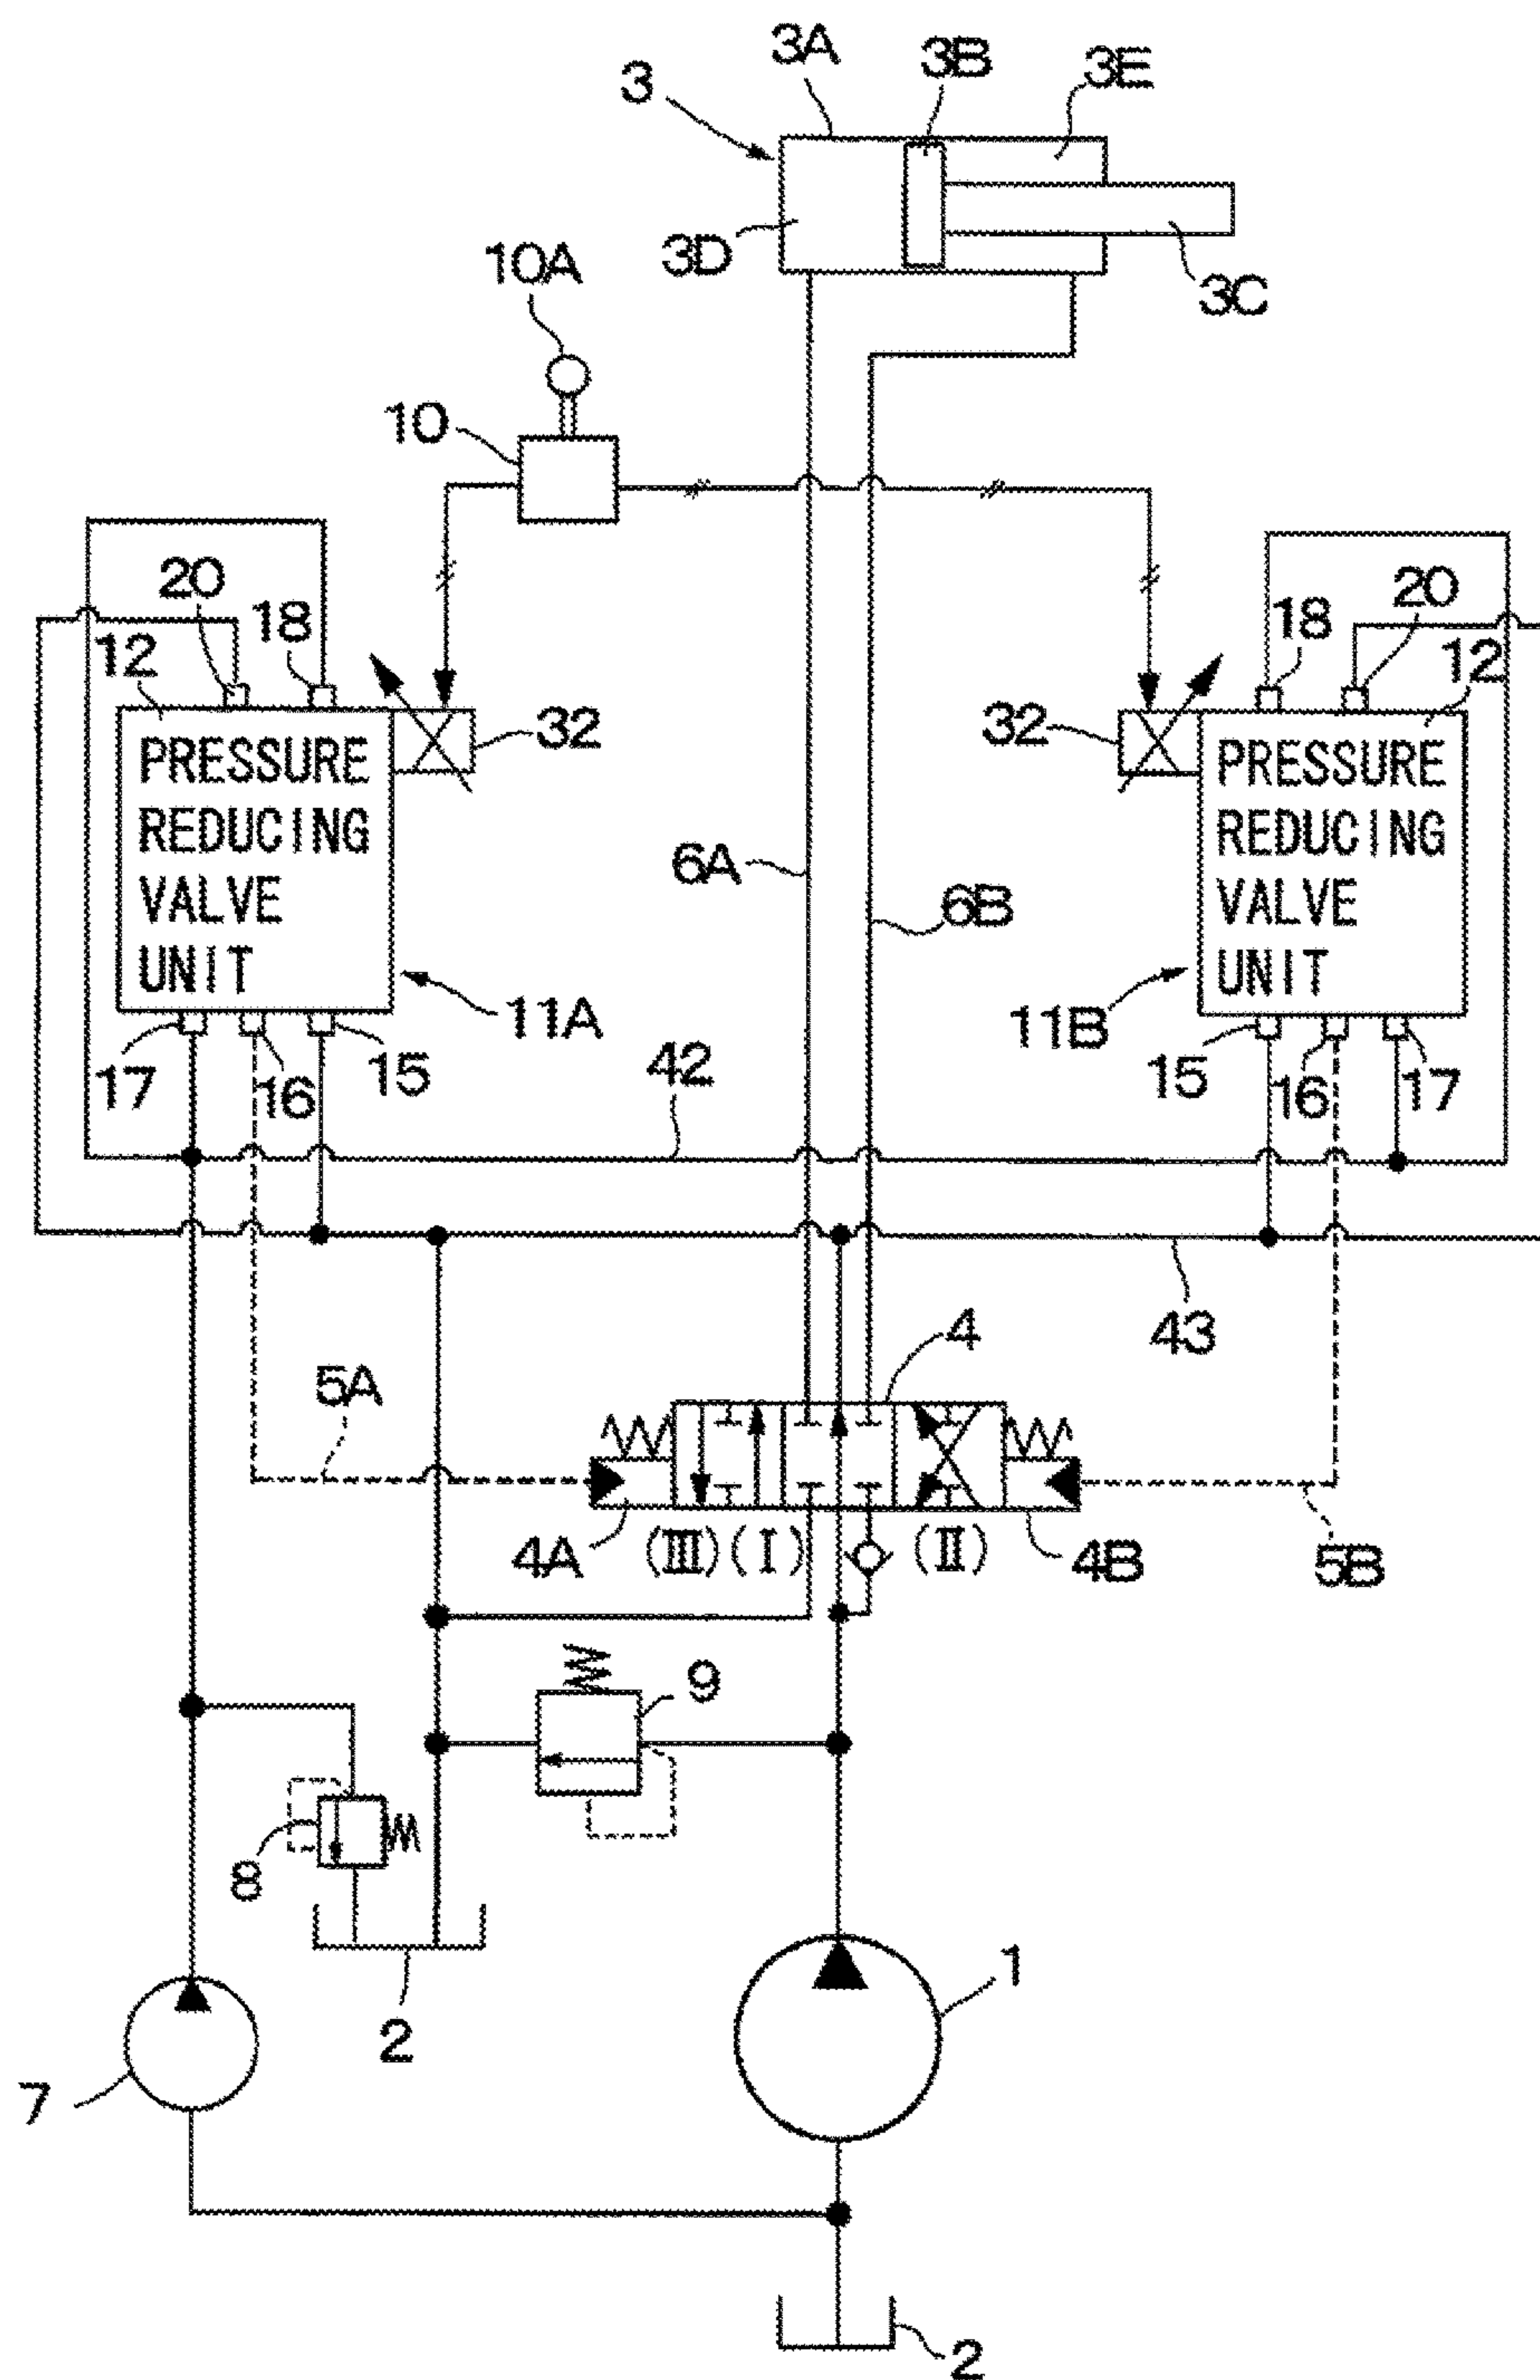 3A
3B
3E
3
3D
3C
10A
10
20
18
12
18
20
12
32
32
PRESSURE
REDUCING
VALVE
UNIT
PRESSURE
REDUCING
VALVE
UNIT
6A
6B
11A
11B
17
16
15
42
15
16
17
43
4
5A
4A
(III)
(I)
(II)
4B
5B
9
8
2
1
7
2